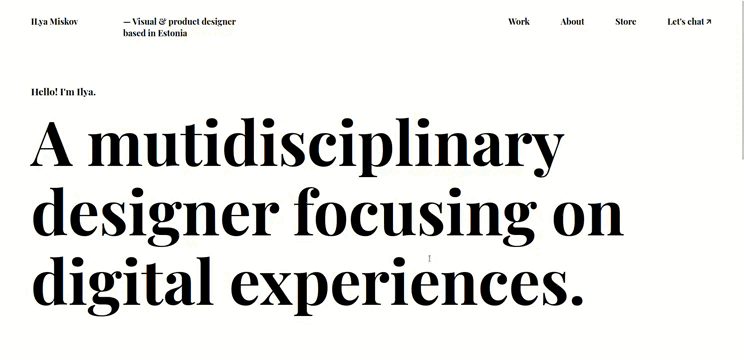 ILya Miskov
— Visual & product designer
based in Estonia
Work
About
Store
Let's chat ↗
Hello! I'm Ilya.
A mutidisciplinary
designer focusing on
digital experiences.